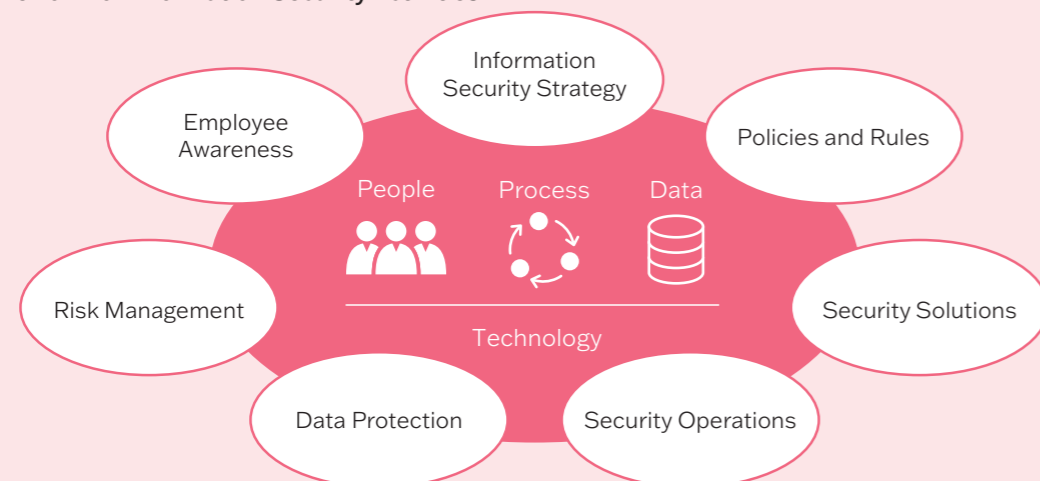 Security
Information
Security Strategy
Employee
Awareness
Policies and Rules
People
Process
Data
Risk Management
Security Solutions
Technology
Data Protection
Security Operations